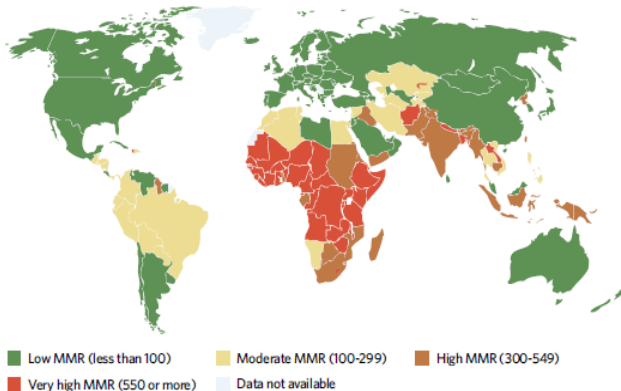 Low MMR (less than 100) Moderate MMR (100-299) High MMR (300-549)
Very high MMR (550 or more) Data not available